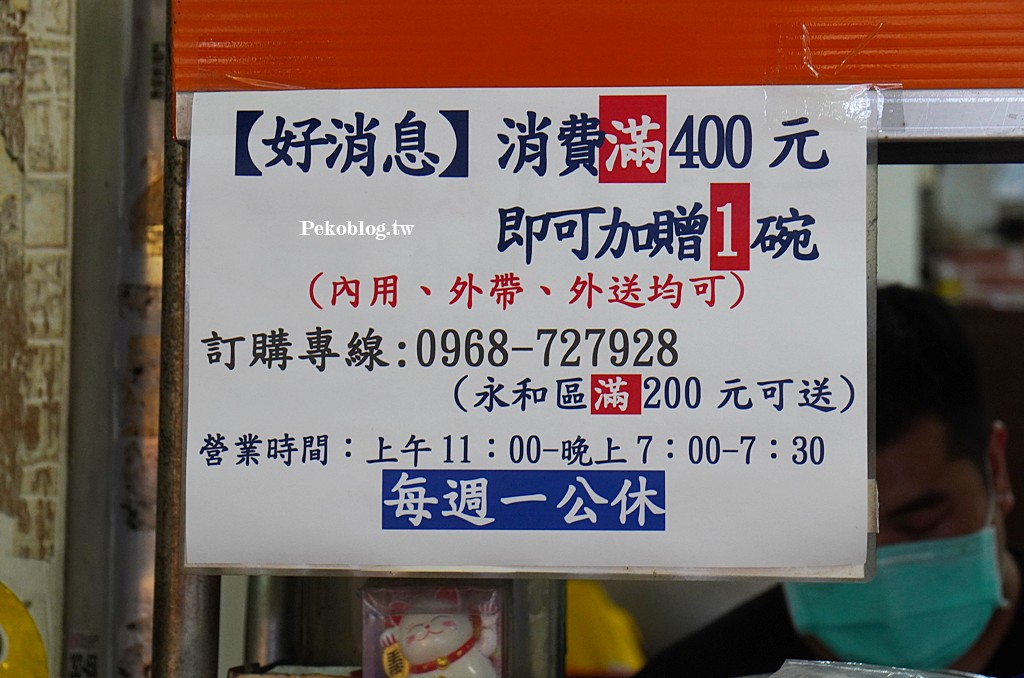 【好消息】消費滿400元
即可加贈1碗
Pekoblog.tw
(內用、外帶、外送均可)
訂購專線:0968-727928
(永和區滿200元可送)
營業時間:上午11:00-晚上7:00-7:30
每週一公休